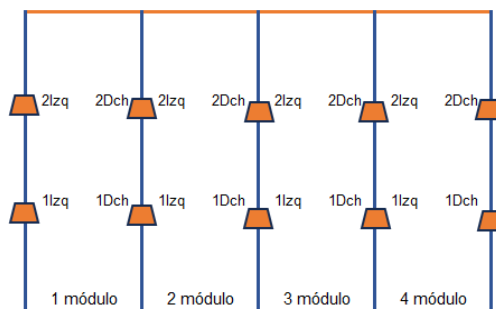 2Izq 2Dch 2Izq 2Dch 2Izq 2Dch 2Izq 2Dch
1Izq 1Dch 1Izq 1Dch 1Izq 1Dch 1Izq 1Dch
1 módulo 2 módulo 3 módulo 4 módulo